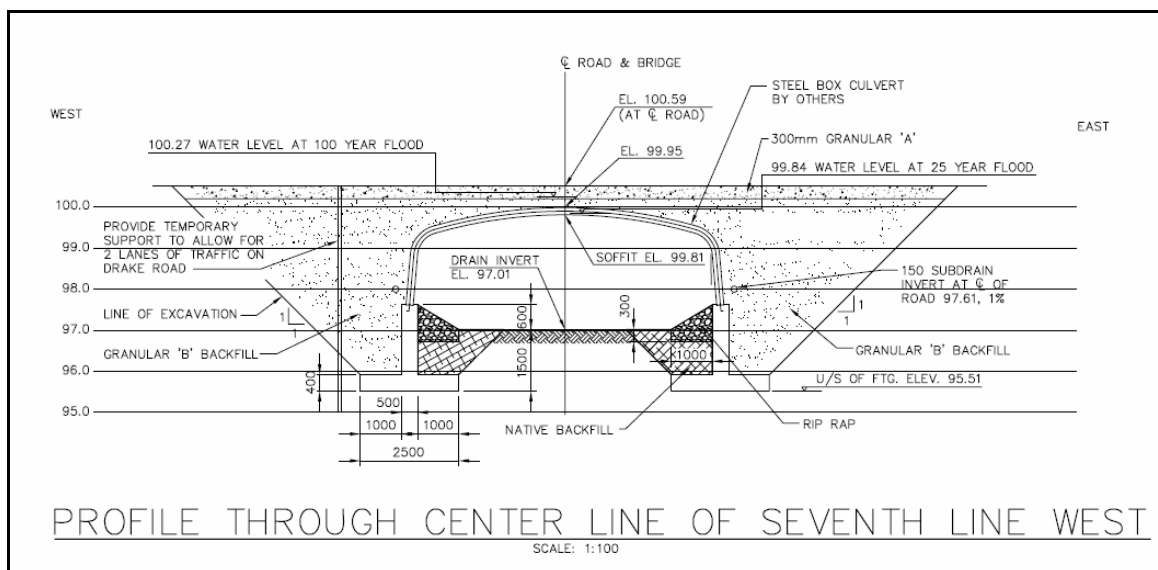 ℄ ROAD & BRIDGE
STEEL BOX CULVERT
BY OTHERS
WEST
EL. 100.59
(AT ℄ ROAD)
EAST
300mm GRANULAR 'A'
100.27 WATER LEVEL AT 100 YEAR FLOOD
EL. 99.95
99.84 WATER LEVEL AT 25 YEAR FLOOD
100.0
PROVIDE TEMPORARY
SUPPORT TO ALLOW FOR
2 LANES OF TRAFFIC ON
DRAKE ROAD
99.0
DRAIN INVERT
EL. 97.01
SOFFIT EL. 99.81
150 SUBDRAIN
INVERT AT ℄ OF
ROAD 97.61, 1%
98.0
LINE OF EXCAVATION
1
1
600
300
1
1
97.0
GRANULAR 'B' BACKFILL
1500
1000
GRANULAR 'B' BACKFILL
96.0
400
U/S OF FTG. ELEV. 95.51
95.0
500
1000
1000
NATIVE BACKFILL
RIP RAP
2500
PROFILE THROUGH CENTER LINE OF SEVENTH LINE WEST
SCALE: 1:100